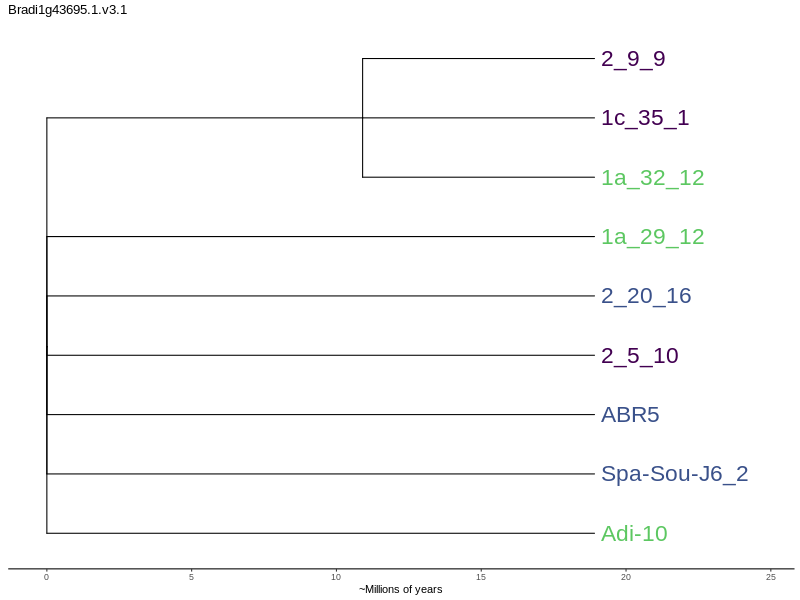 Bradi1g43695.1.v3.1
2_9_9
1c_35_1
1a_32_12
1a_29_12
2_20_16
2_5_10
ABR5
Spa-Sou-J6_2
Adi-10
0 5 10 15 20 25
~Millions of years